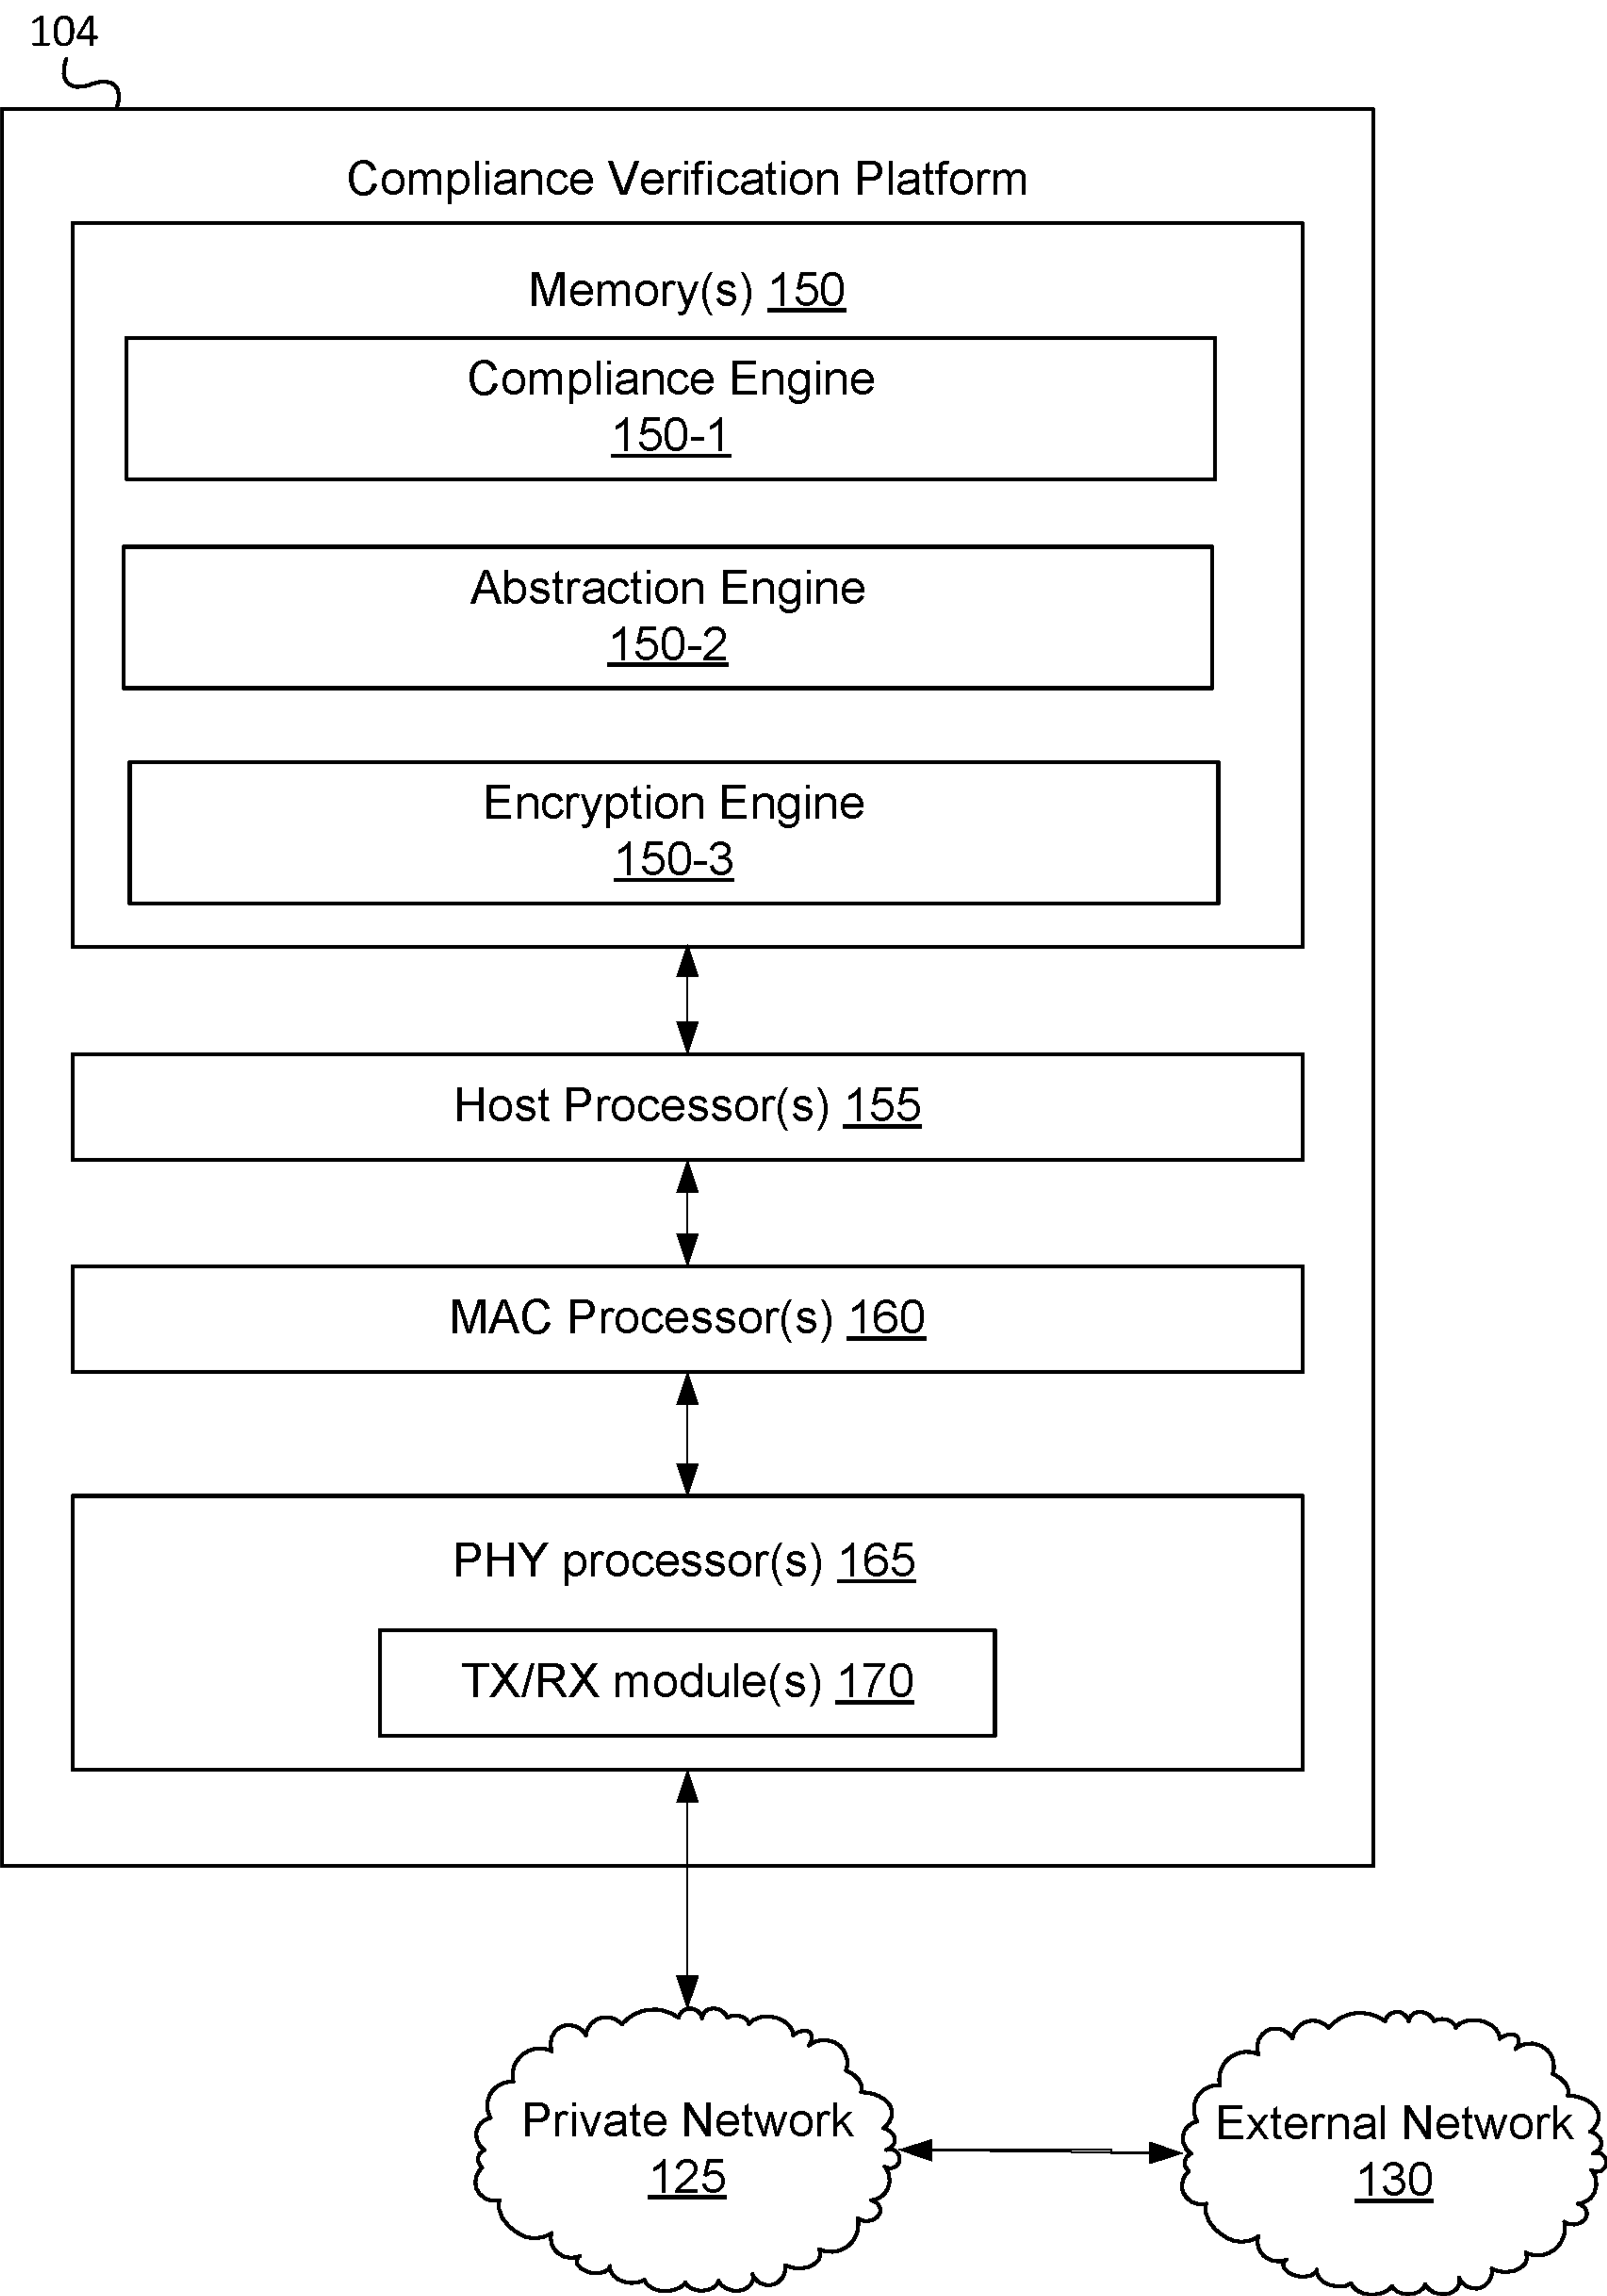 104
Compliance Verification Platform
Memory(s) 150
Compliance Engine
150-1
Abstraction Engine
150-2
Encryption Engine
150-3
Host Processor(s) 155
MAC Processor(s) 160
PHY processor(s) 165
TX/RX module(s) 170
Private Network
125
External Network
130